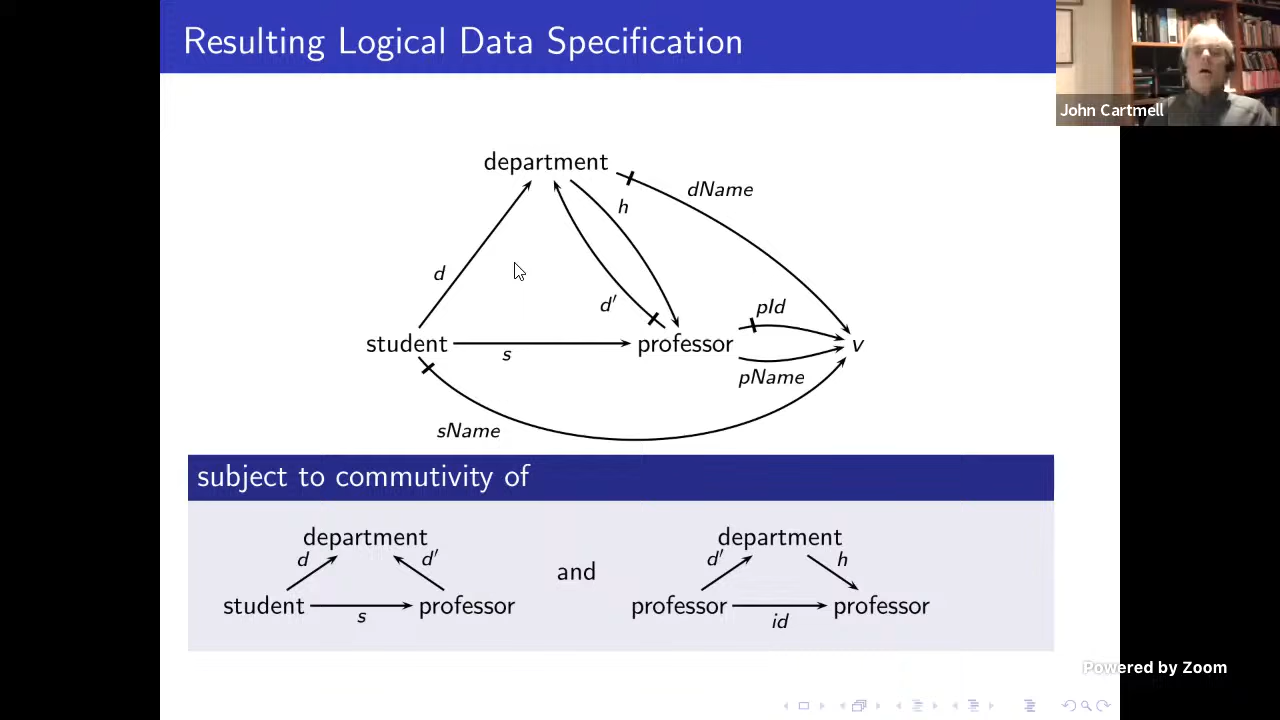 Resulting Logical Data Specification
John Cartmell
department
dName
h
d
d′
pId
student
professor
v
s
pName
sName
subject to commutivity of
department
d
d′
student
professor
s
and
department
d′
h
professor
professor
id
Powered by Zoom